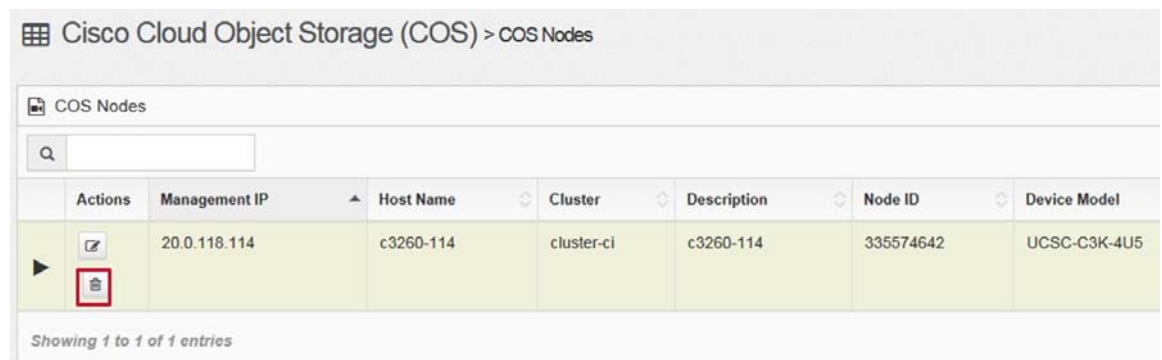 Cisco Cloud Object Storage (COS) > COS Nodes
COS Nodes
Actions Management IP Host Name Cluster Description Node ID Device Model
20.0.118.114 c3260-114 cluster-ci c3260-114 335574642 UCSC-C3K-4U5
Showing 1 to 1 of 1 entries